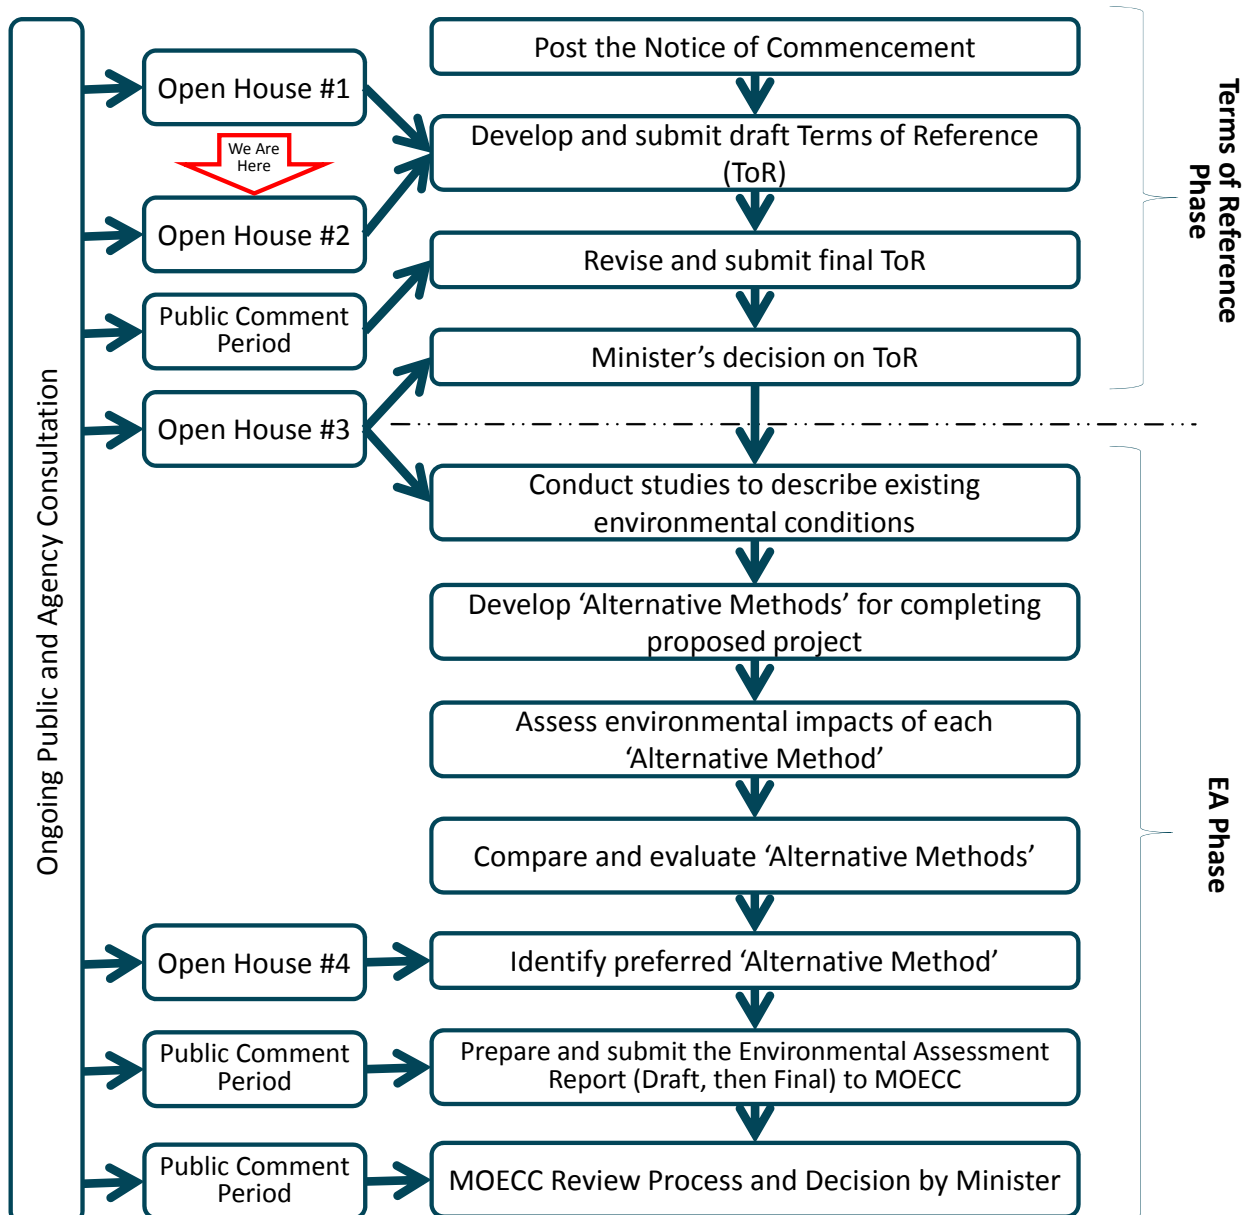 Ongoing Public and Agency Consultation
Open House #1
We Are
Here
Open House #2
Public Comment
Period
Open House #3
Open House #4
Public Comment
Period
Public Comment
Period
Post the Notice of Commencement
Develop and submit draft Terms of Reference
(ToR)
Revise and submit final ToR
Minister’s decision on ToR
Conduct studies to describe existing
environmental conditions
Develop ‘Alternative Methods’ for completing
proposed project
Assess environmental impacts of each
‘Alternative Method’
Compare and evaluate ‘Alternative Methods’
Identify preferred ‘Alternative Method’
Prepare and submit the Environmental Assessment
Report (Draft, then Final) to MOECC
MOECC Review Process and Decision by Minister
Terms of Reference
Phase
EA Phase